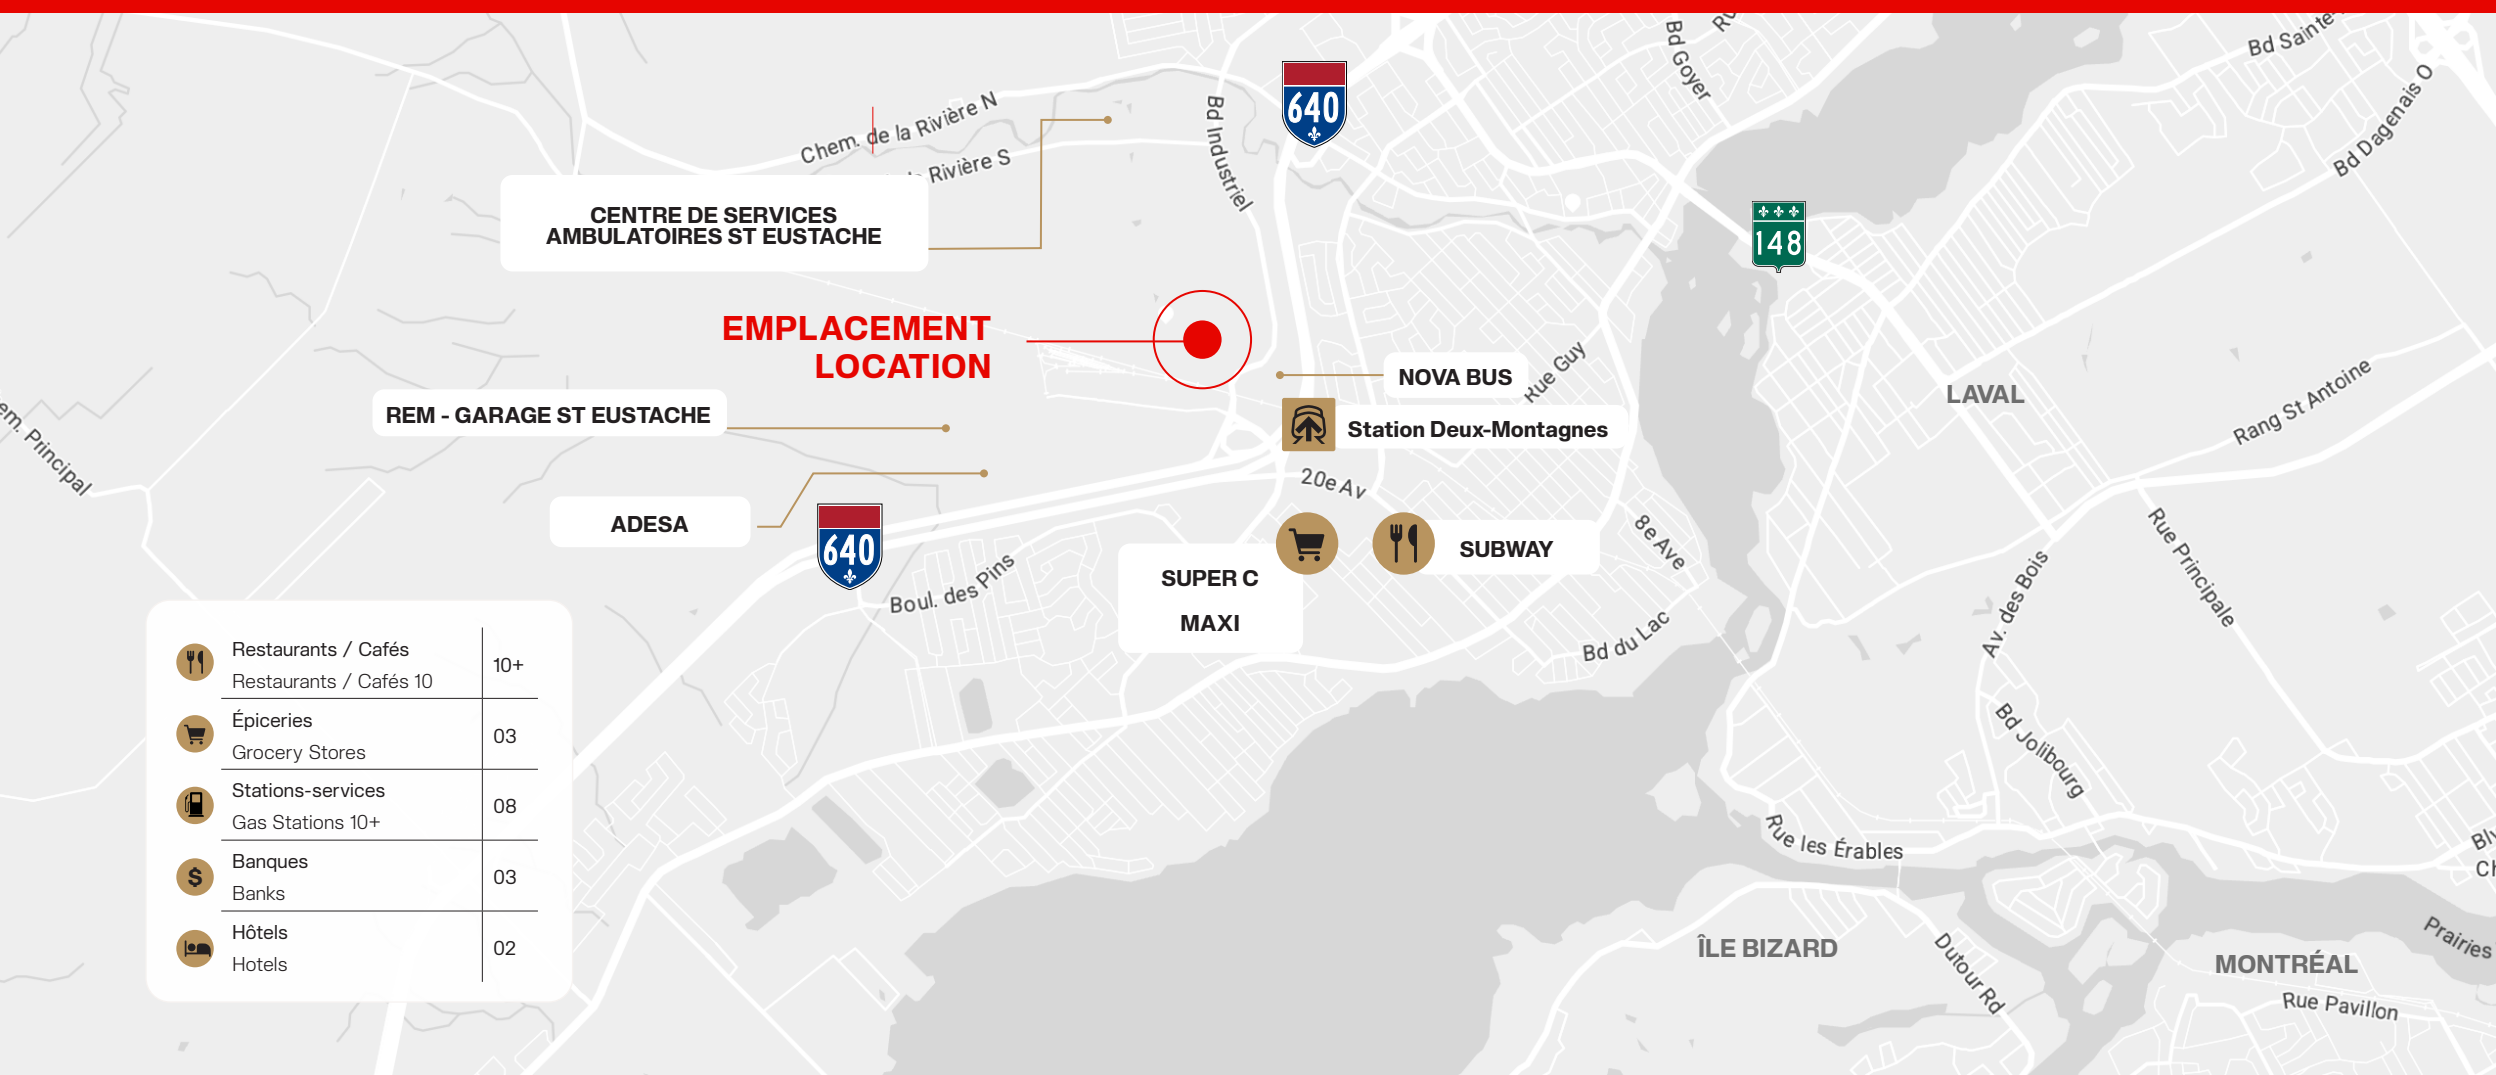 Bd Sainte-
Bd Goyer
Bd Dagenais O
640
Chem. de la Rivière N
Rivière S
Bd Industriel
148
CENTRE DE SERVICES
AMBULATOIRES ST EUSTACHE
EMPLACEMENT
LOCATION
NOVA BUS
Rue Guy
LAVAL
Rang St Antoine
REM - GARAGE ST EUSTACHE
Station Deux-Montagnes
em. Principal
20e Av
ADESA
640
SUBWAY
8e Ave
Rue Principale
SUPER C
MAXI
Boul. des Pins
Bd du Lac
Av. des Bois
Bd Jolibourg
Restaurants / Cafés
Restaurants / Cafés 10
10+
Épiceries
Grocery Stores
03
Stations-services
Gas Stations 10+
08
Banques
Banks
$
03
Hôtels
Hotels
02
Rue les Érables
ÎLE BIZARD
Dutour Rd
MONTRÉAL
Prairies
Rue Pavillon